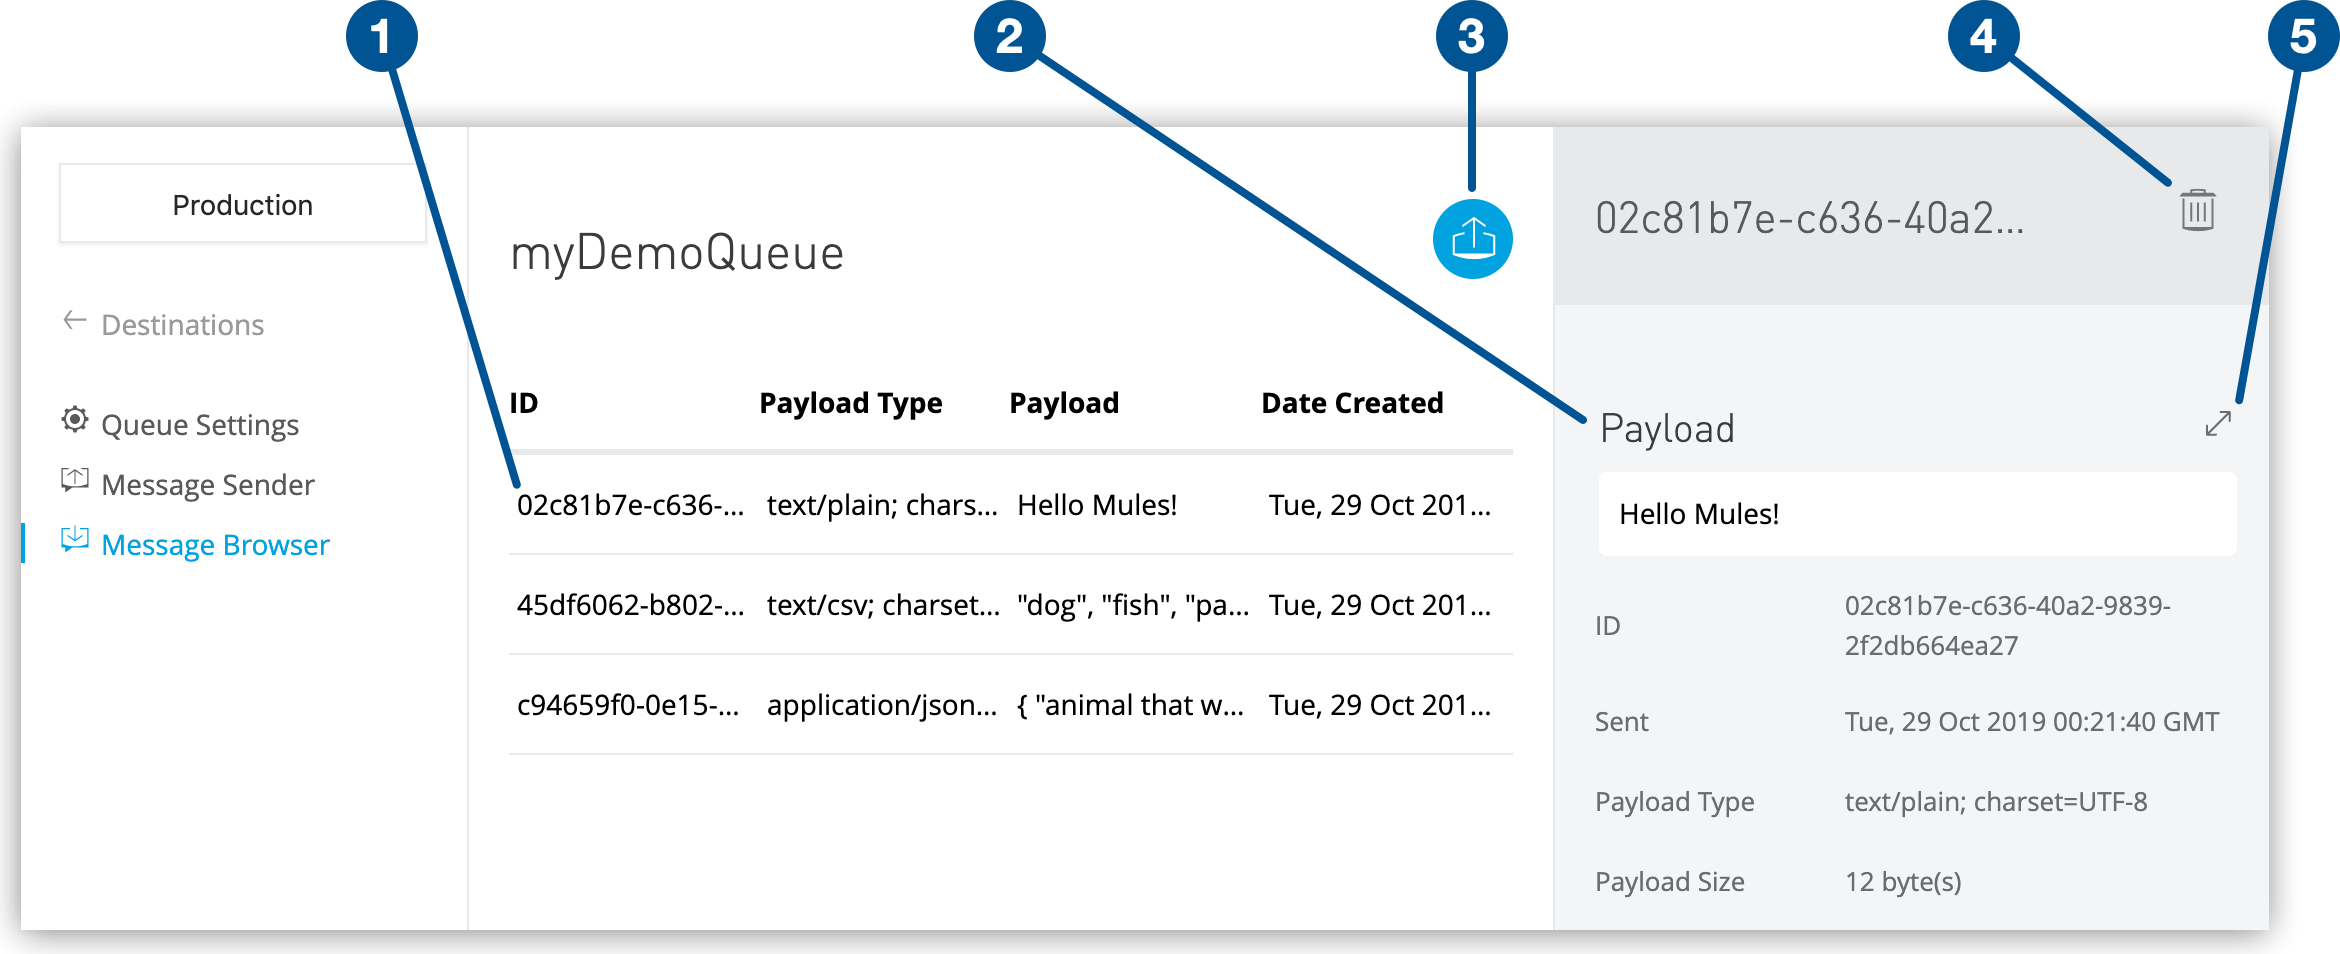 1 2 3 4 5
Production
Destinations
Queue Settings
Message Sender
Message Browser
myDemoQueue
ID Payload Type Payload Date Created
02c81b7e-c636-... text/plain; chars... Hello Mules! Tue, 29 Oct 201...
45df6062-b802-... text/csv; charset... "dog", "fish", "pa... Tue, 29 Oct 201...
c94659f0-0e15-... application/json... { "animal that w... Tue, 29 Oct 201...
02c81b7e-c636-40a2...
Payload
Hello Mules!
ID 02c81b7e-c636-40a2-9839-
2f2db664ea27
Sent Tue, 29 Oct 2019 00:21:40 GMT
Payload Type text/plain; charset=UTF-8
Payload Size 12 byte(s)